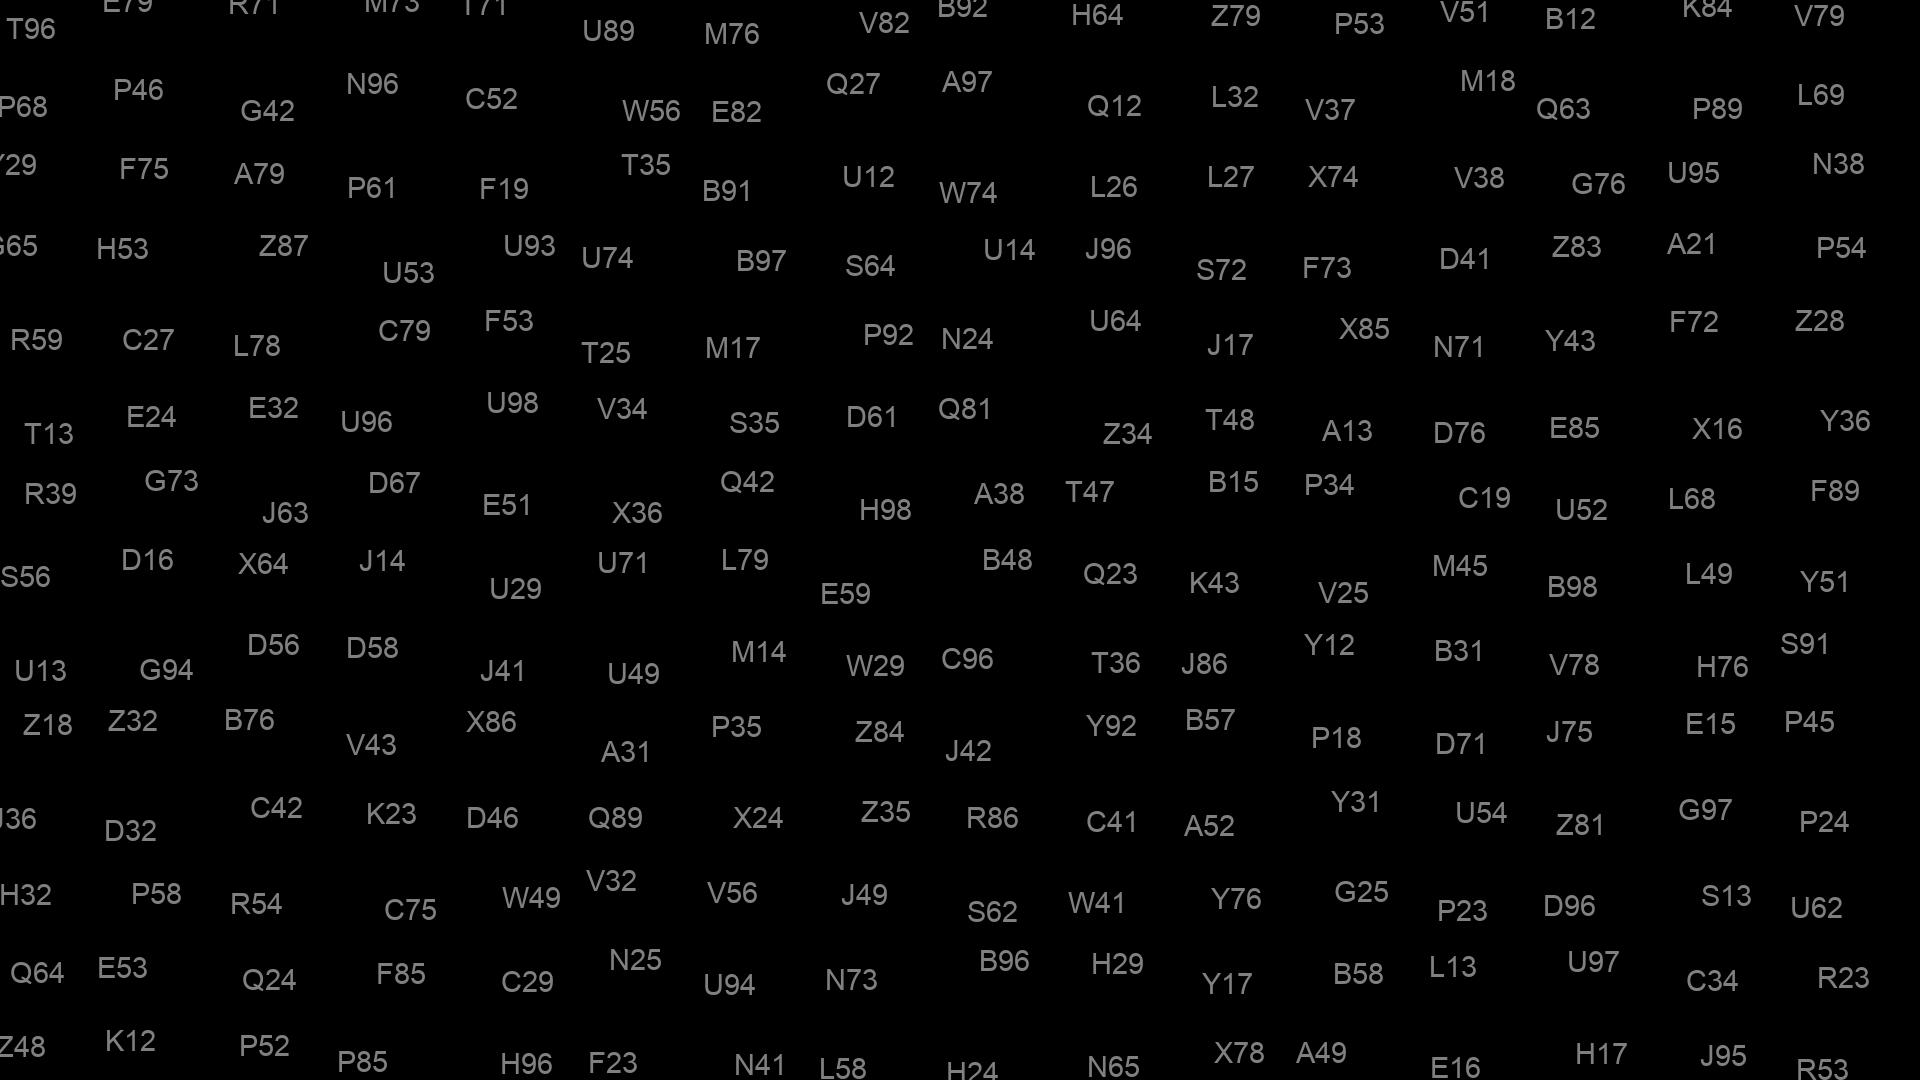 T96 E79 R71 M73 T71 U89 M76 V82 B92 H64 Z79 P53 V51 B12 K84 V79
P68 P46 G42 N96 C52 W56 E82 Q27 A97 Q12 L32 V37 M18 Q63 P89 L69
Y29 F75 A79 P61 F19 T35 B91 U12 W74 L26 L27 X74 V38 G76 U95 N38
G65 H53 Z87 U53 U93 U74 B97 S64 U14 J96 S72 F73 D41 Z83 A21 P54
R59 C27 L78 C79 F53 T25 M17 P92 N24 U64 J17 X85 N71 Y43 F72 Z28
T13 E24 E32 U96 U98 V34 S35 D61 Q81 Z34 T48 A13 D76 E85 X16 Y36
R39 G73 J63 D67 E51 X36 Q42 H98 A38 T47 B15 P34 C19 U52 L68 F89
S56 D16 X64 J14 U29 U71 L79 E59 B48 Q23 K43 V25 M45 B98 L49 Y51
U13 G94 D56 D58 J41 U49 M14 W29 C96 T36 J86 Y12 B31 V78 H76 S91
Z18 Z32 B76 V43 X86 A31 P35 Z84 J42 Y92 B57 P18 D71 J75 E15 P45
D32 C42 K23 D46 Q89 X24 Z35 R86 C41 A52 Y31 U54 Z81 G97 P24
H32 P58 R54 C75 W49 V32 V56 J49 S62 W41 Y76 G25 P23 D96 S13 U62
Q64 E53 Q24 F85 C29 N25 U94 N73 B96 H29 Y17 B58 L13 U97 C34 R23
Z48 K12 P52 P85 H96 F23 N41 L58 H24 N65 X78 A49 E16 H17 J95 R53